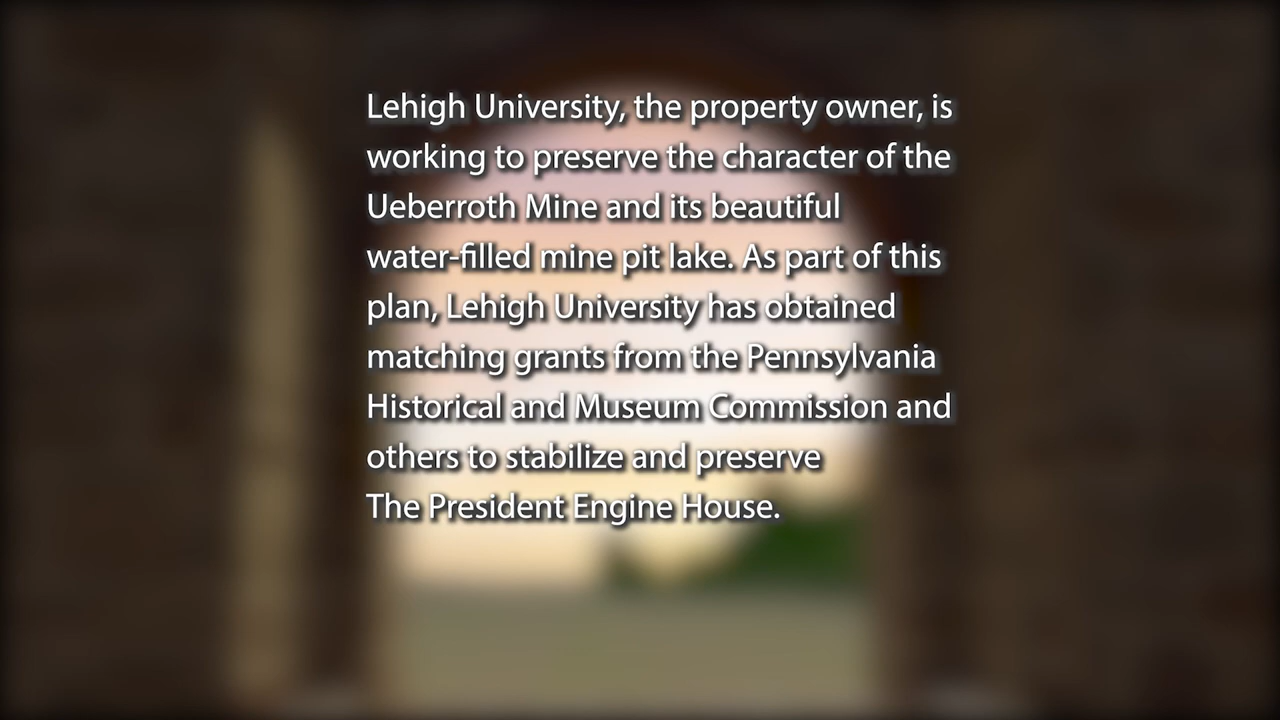 Lehigh University, the property owner, is
working to preserve the character of the
Ueberroth Mine and its beautiful
water-filled mine pit lake. As part of this
plan, Lehigh University has obtained
matching grants from the Pennsylvania
Historical and Museum Commission and
others to stabilize and preserve
The President Engine House.